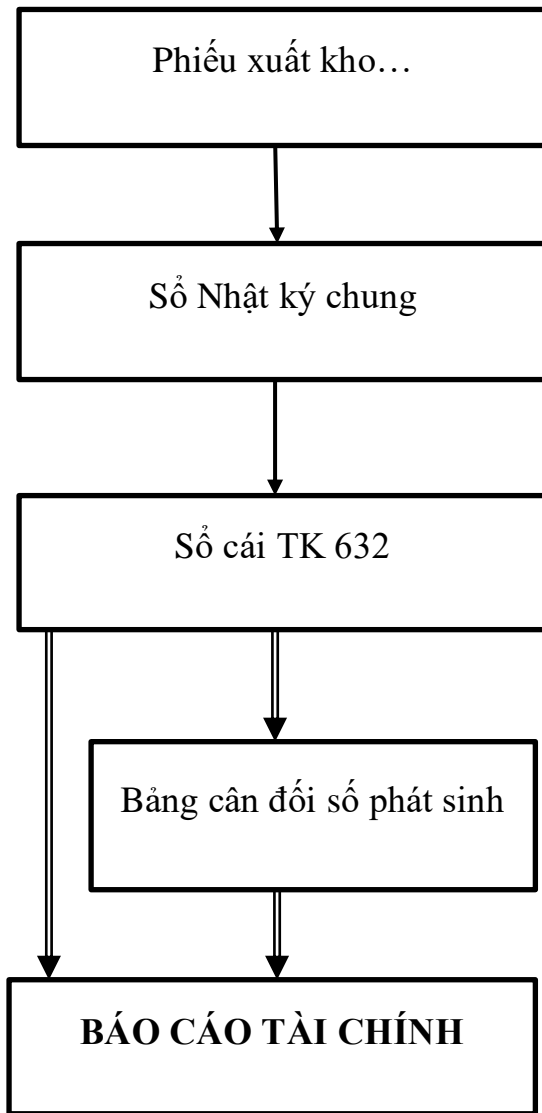 Phiếu xuất kho…
Sổ Nhật ký chung
Sổ cái TK 632
Bảng cân đối số phát sinh
BÁO CÁO TÀI CHÍNH